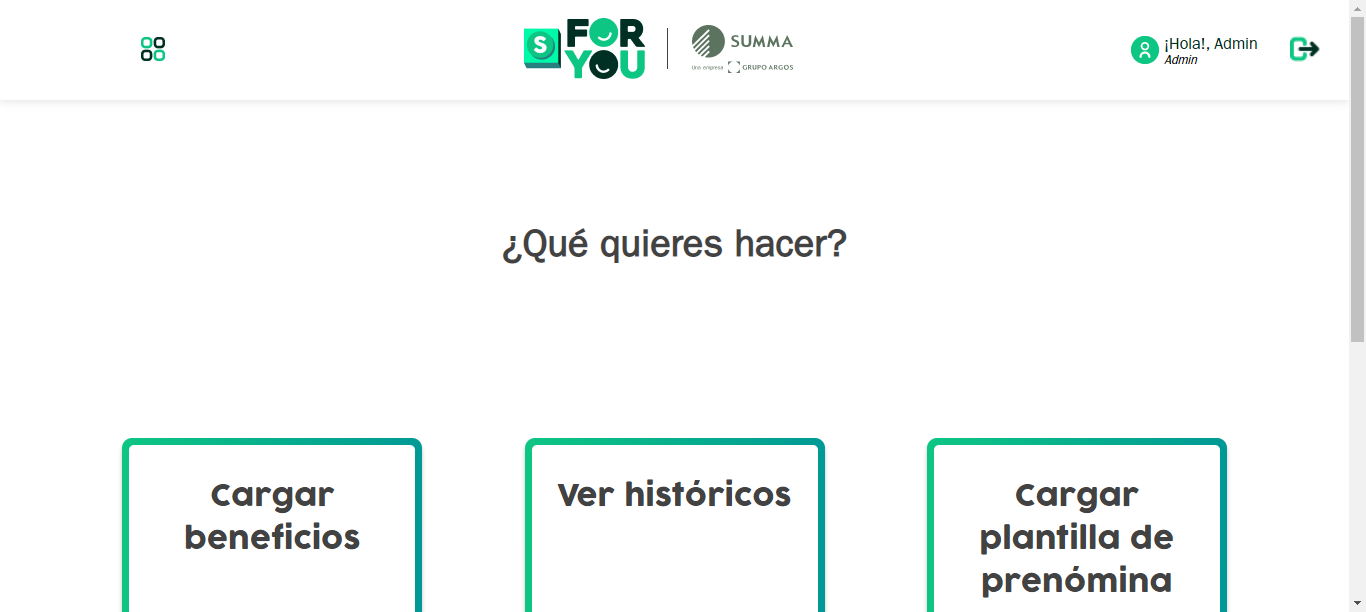 S FOR
YOU
SUMMA
Una empresa GRUPO ARGOS
¡Hola!, Admin
Admin
¿Qué quieres hacer?
Cargar
beneficios
Ver históricos
Cargar
plantilla de
prenómina